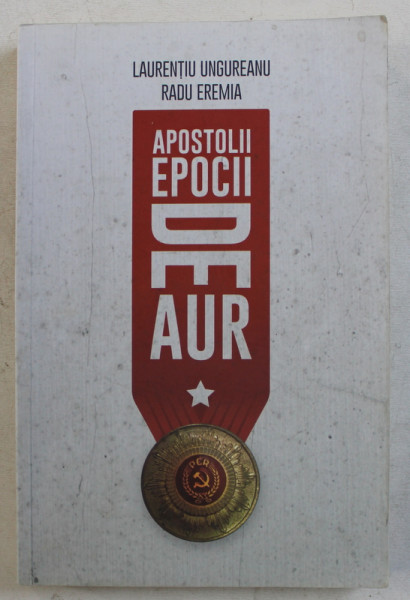 LAURENȚIU UNGUREANU
RADU EREMIA
APOSTOLII
EPOCII
DE
AUR
PCR